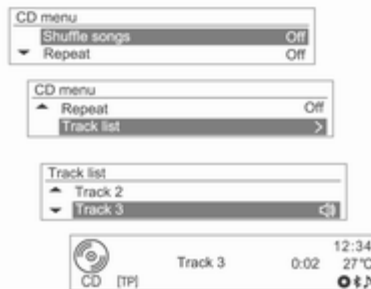 CD menu
Shuffle songs Off
Repeat Off
CD menu
Repeat Off
Track list >
Track list
Track 2
Track 3
12:34
Track 3 0:02 27°C
CD [TP]